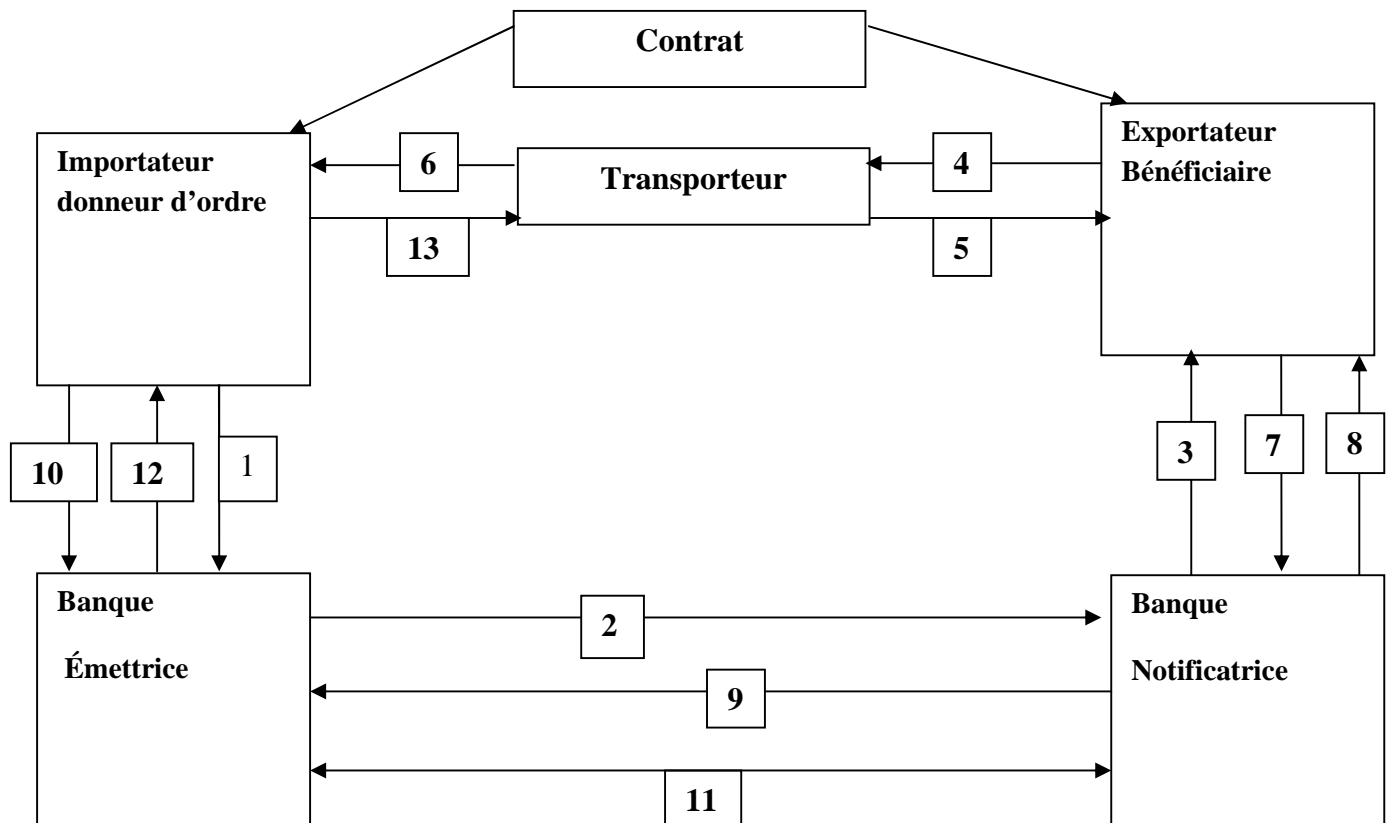 Contrat
Importateur
donneur d’ordre
6
Transporteur
4
Exportateur
Bénéficiaire
13
5
10
12
1
3
7
8
Banque
Émettrice
2
9
11
Banque
Notificatrice